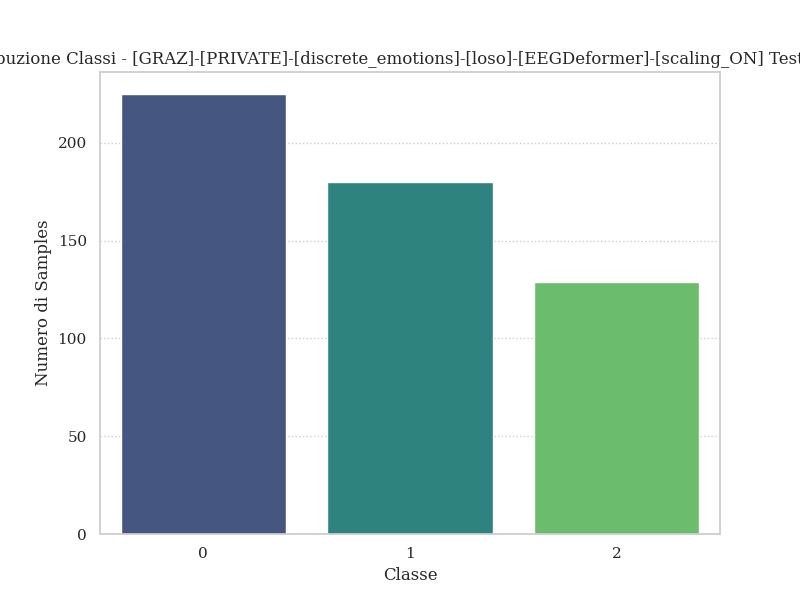 Classi - [GRAZ]-[PRIVATE]-[discrete_emotions]-[loso]-[EEGDeformer]-[scaling_ON] Test
200
150
100
50
0
Numero di Samples
0 1 2
Classe